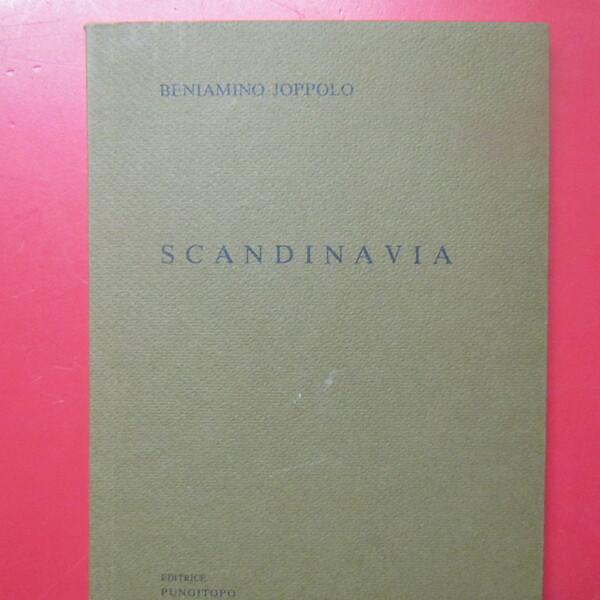 BENIAMINO JOPPOLO
SCANDINAVIA
EDITRICE
PUNGITOPO